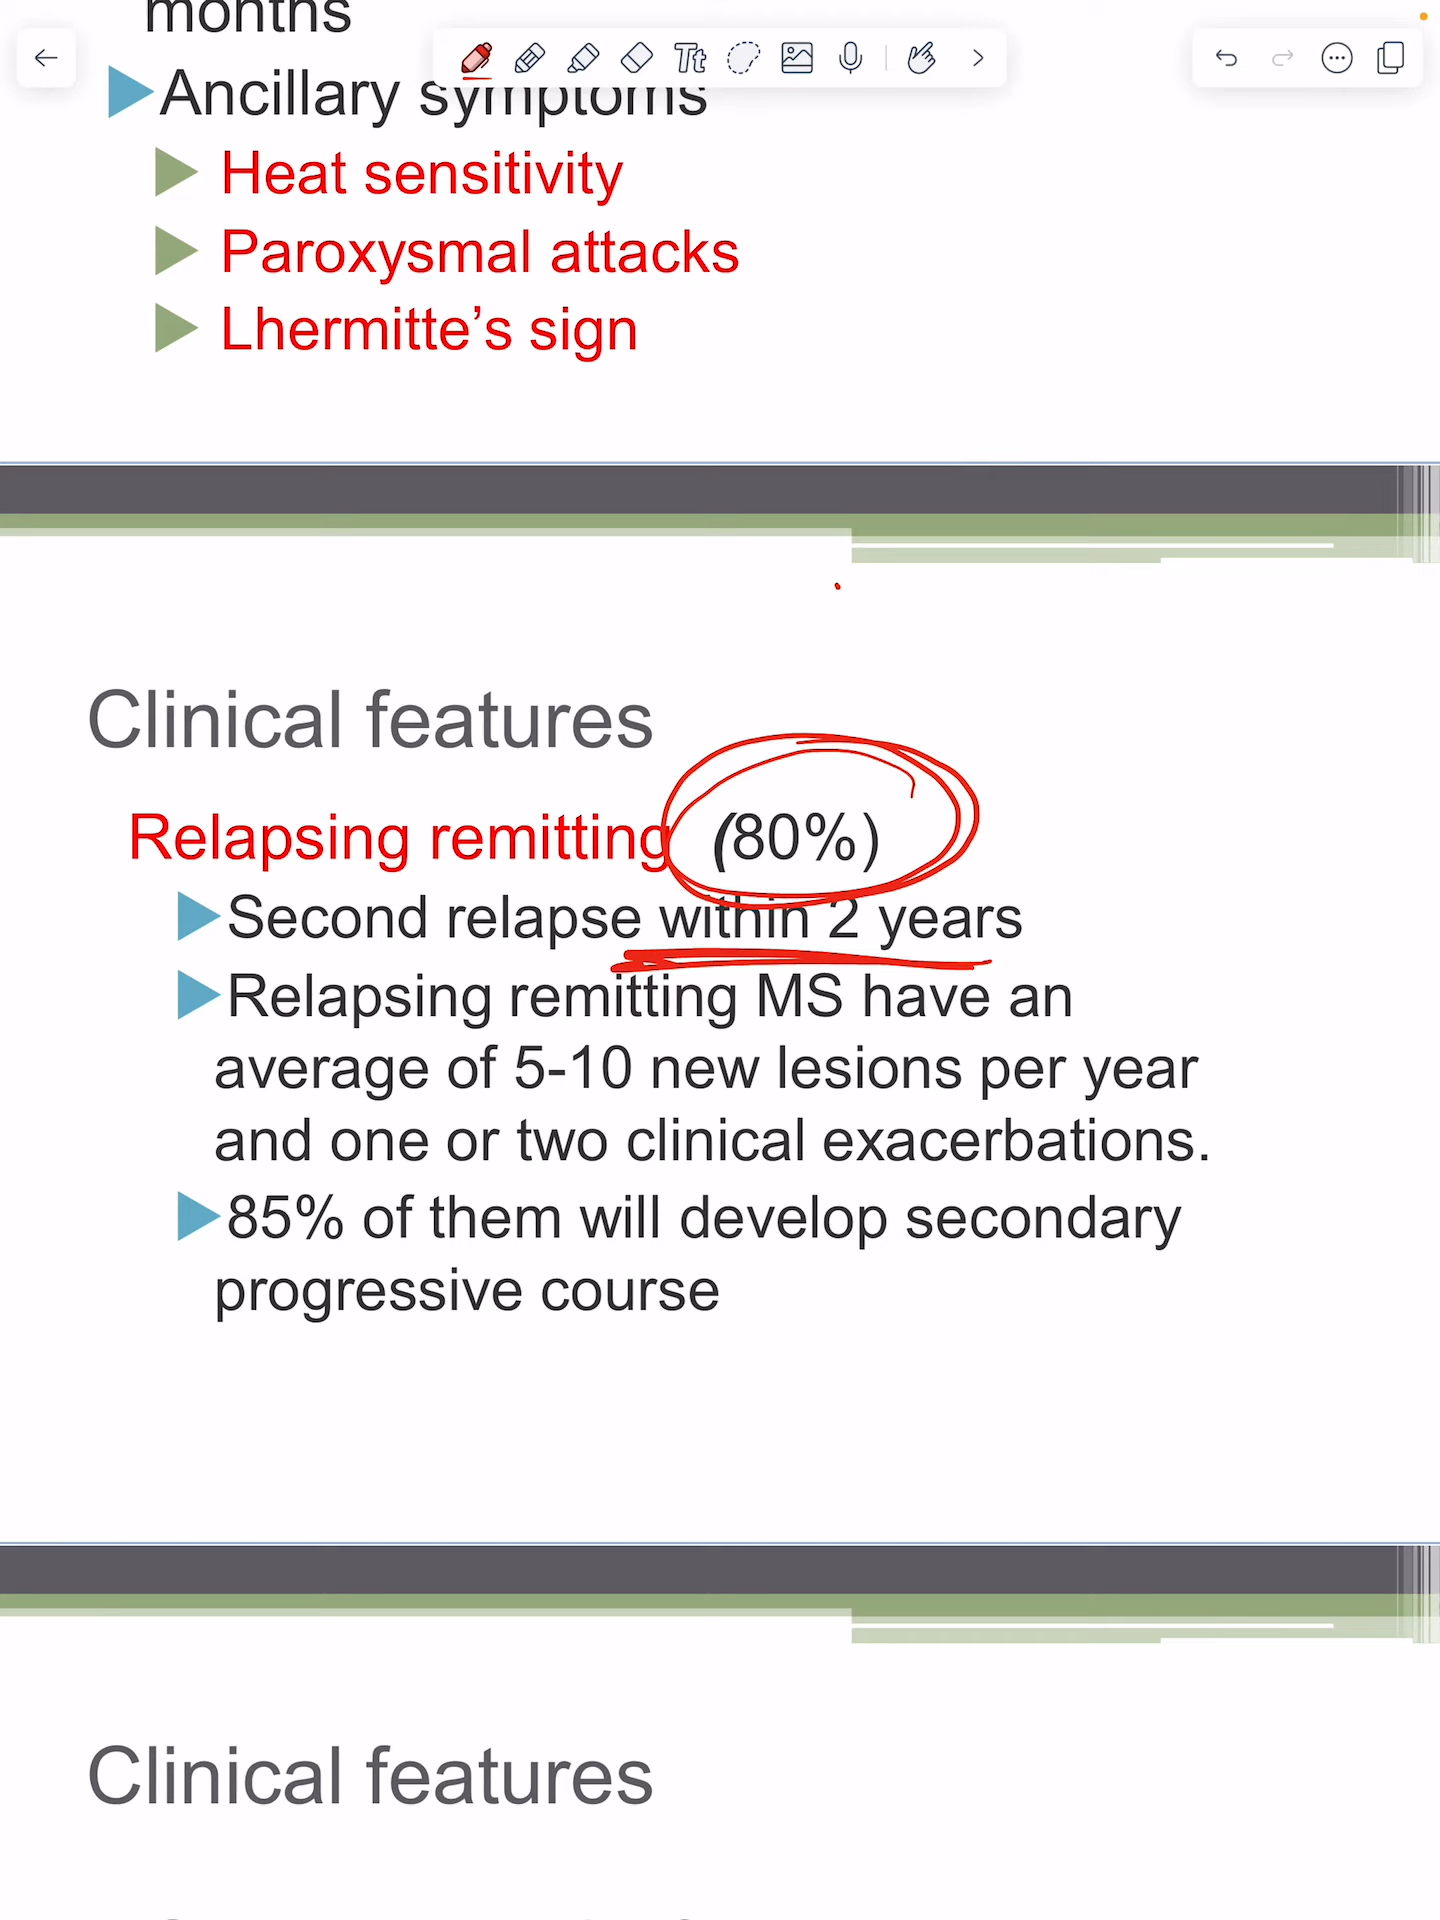 months
Ancillary symptoms
Tt
Heat sensitivity
Paroxysmal attacks
Lhermitte’s sign
Clinical features
Relapsing remitting (80%)
Second relapse within 2 years
Relapsing remitting MS have an
average of 5-10 new lesions per year
and one or two clinical exacerbations.
85% of them will develop secondary
progressive course
Clinical features